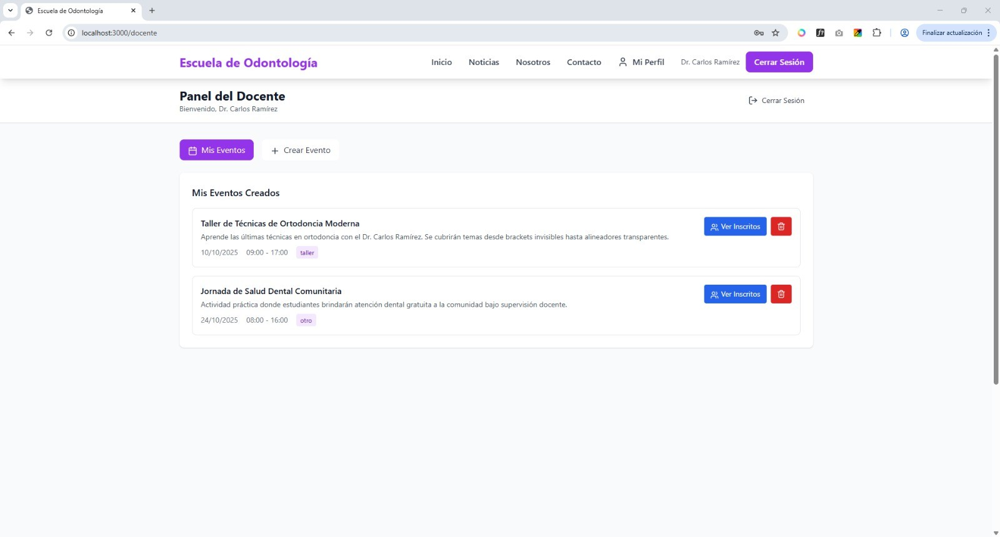 Escuela de Odontología
localhost:3000/docente
Finalizar actualización
Escuela de Odontología
Inicio Noticias Nosotros Contacto Mi Perfil Dr. Carlos Ramírez Cerrar Sesión
Panel del Docente
Bienvenido, Dr. Carlos Ramírez
Cerrar Sesión
Mis Eventos
Crear Evento
Mis Eventos Creados
Taller de Técnicas de Ortodoncia Moderna
Ver Inscritos
Aprende las últimas técnicas en ortodoncia con el Dr. Carlos Ramírez. Se cubrirán temas desde brackets invisibles hasta alineadores transparentes.
10/10/2025 09:00 - 17:00 taller
Jornada de Salud Dental Comunitaria
Ver Inscritos
Actividad práctica donde estudiantes brindarán atención dental gratuita a la comunidad bajo supervisión docente.
24/10/2025 08:00 - 16:00 otro